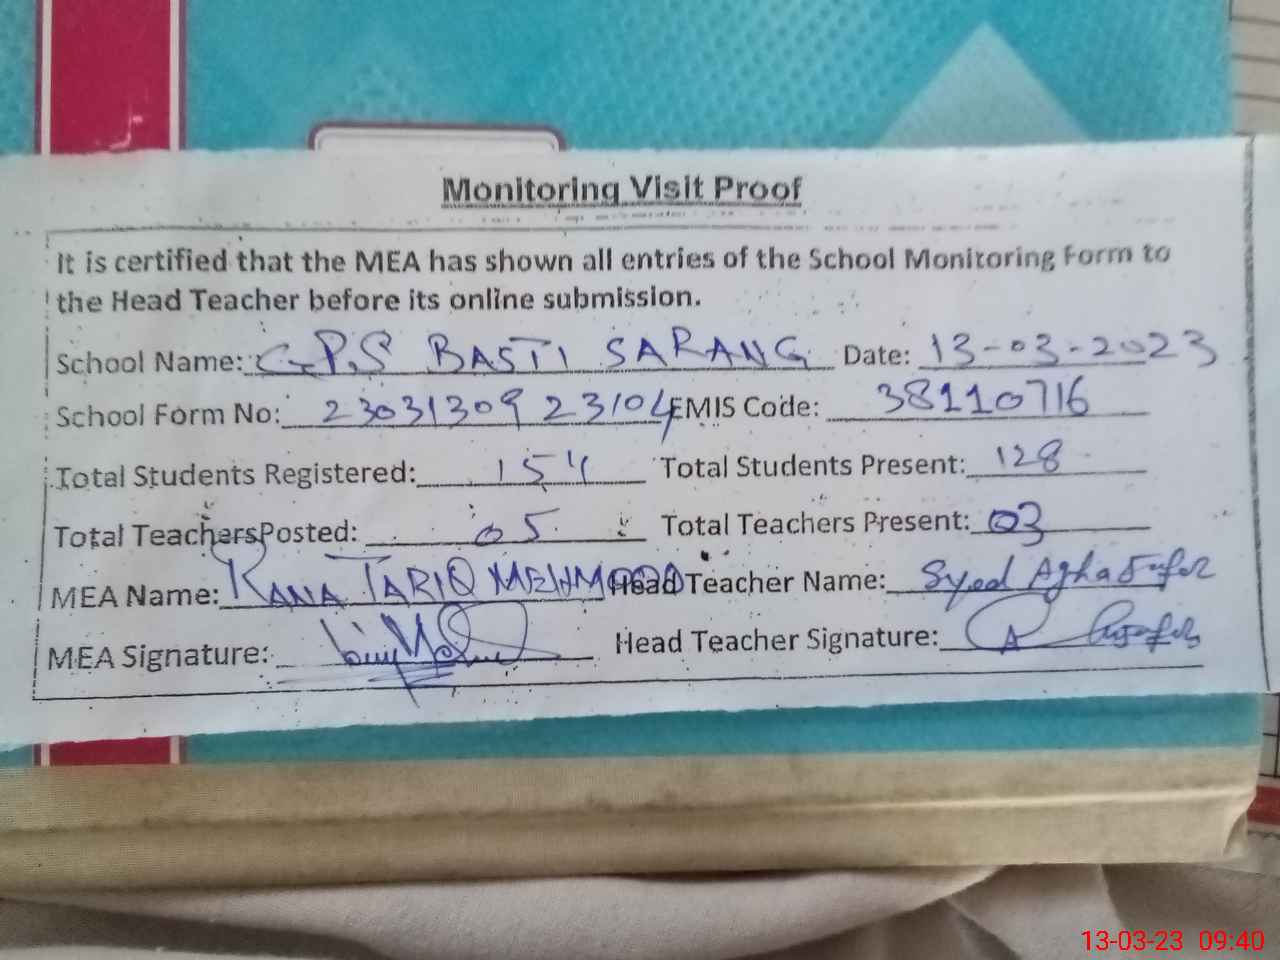 Monitoring Visit Proof
It is certified that the MEA has shown all entries of the School Monitoring Form to
the Head Teacher before its online submission.
School Name: G.P.S BASTI SARANG Date: 13-03-2023
School Form No: 23031309 23104 EMIS Code: 38110716
Total Students Registered: 154 Total Students Present: 128
Total Teachers Posted: 05 Total Teachers Present: 03
MEA Name: RANA TARIQ MEHMOOD Head Teacher Name: Syed Agha
MEA Signature: Head Teacher Signature:
13-03-23 09:40